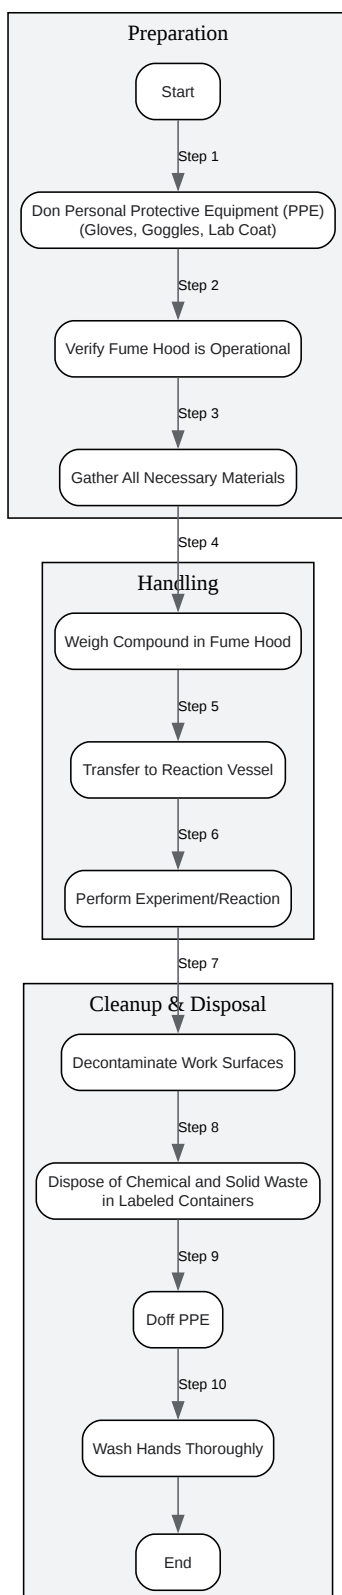 Preparation
Start
Step 1
Don Personal Protective Equipment (PPE)
(Gloves, Goggles, Lab Coat)
Step 2
Verify Fume Hood is Operational
Step 3
Gather All Necessary Materials
Step 4
Handling
Weigh Compound in Fume Hood
Step 5
Transfer to Reaction Vessel
Step 6
Perform Experiment/Reaction
Step 7
Cleanup & Disposal
Decontaminate Work Surfaces
Step 8
Dispose of Chemical and Solid Waste
in Labeled Containers
Step 9
Doff PPE
Step 10
Wash Hands Thoroughly
End